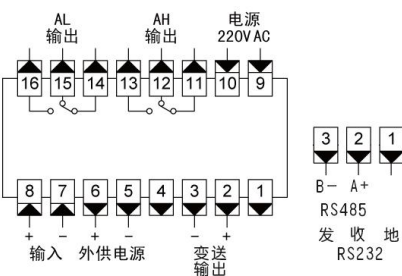 AL 输出
AH 输出
电源 220VAC
16 15 14 13 12 11 10 9
8 7 6 5 4 3 2 1
+ − + − − +
输入 外供电源 变送 输出
3 2 1
B− A+
RS485
发 收 地
RS232